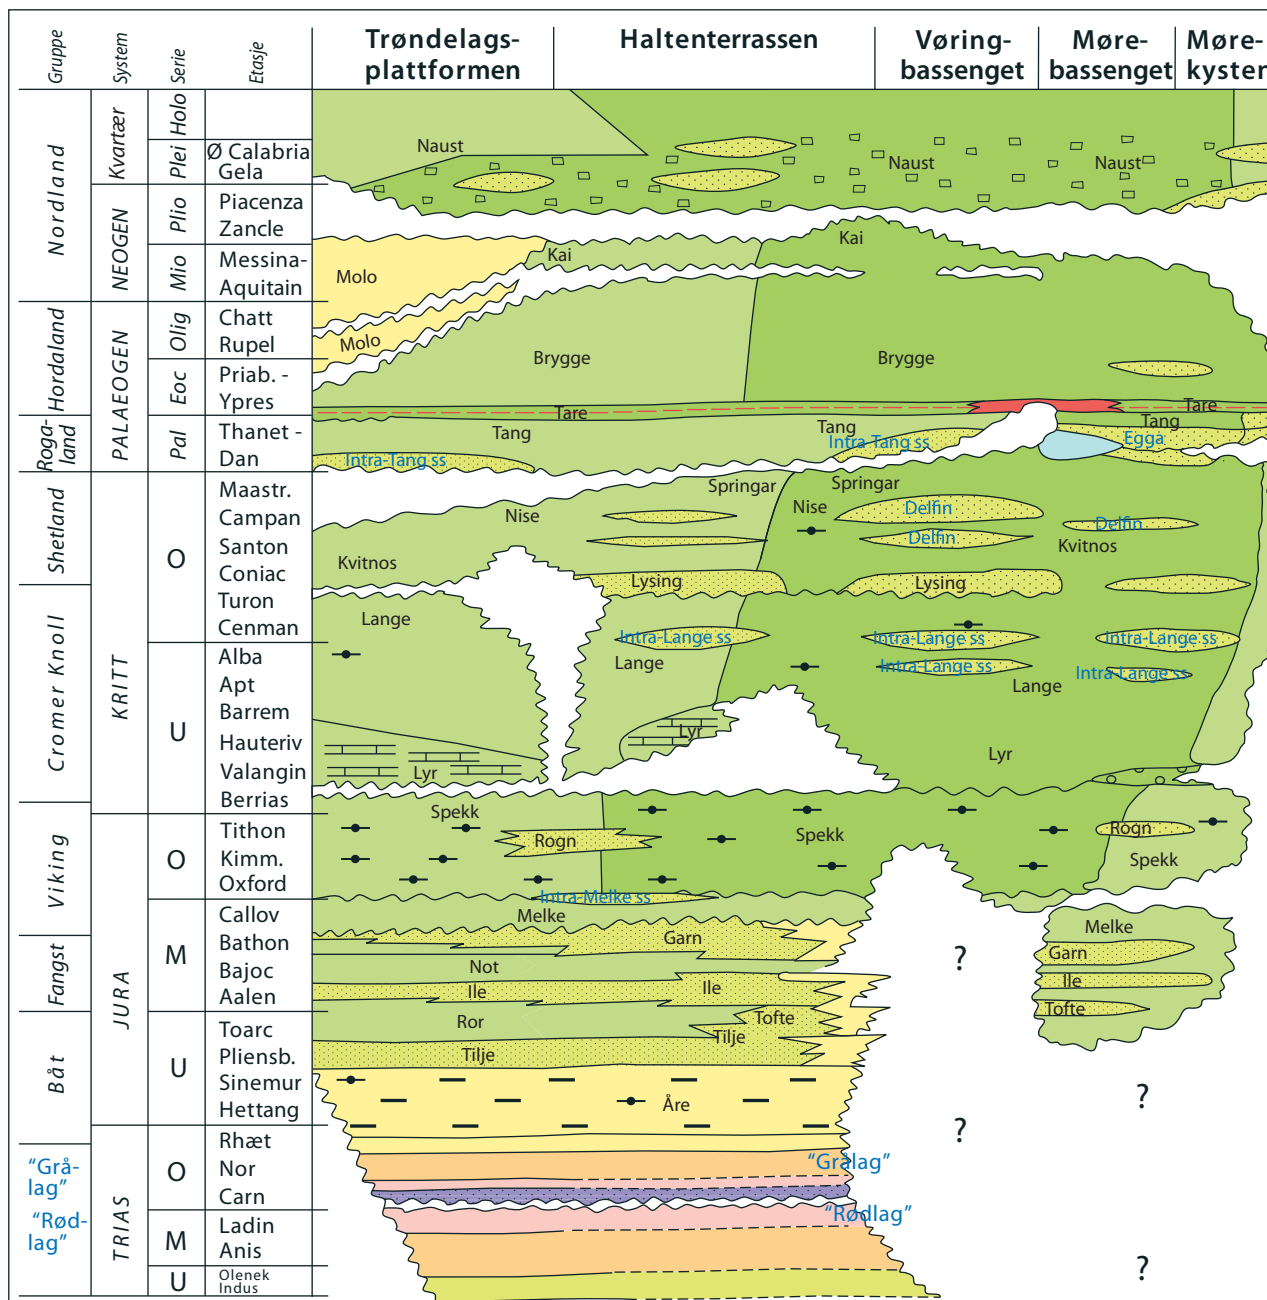 Gruppe
System
Serie
Etasje
Trøndelags-
plattformen
Haltenterrassen
Vøring-
bassenget
Møre-
bassenget
Møre-
kysten
Nordland
Hordaland
Roga-
land
Shetland
Cromer Knoll
Viking
Fangst
Båt
“Grå-
lag”
“Rød-
lag”
Kvartær
NEOGEN
PALAEOGEN
KRITT
JURA
TRIAS
Holo
Plei
Plio
Mio
Olig
Eoc
Pal
O
U
O
M
U
O
M
U
Ø Calabria
Gela
Piacenza
Zancle
Messina-
Aquitain
Chatt
Rupel
Priab. -
Ypres
Thanet -
Dan
Maastr.
Campan
Santon
Coniac
Turon
Cenman
Alba
Apt
Barrem
Hauteriv
Valangin
Berrias
Tithon
Kimm.
Oxford
Callov
Bathon
Bajoc
Aalen
Toarc
Pliensb.
Sinemur
Hettang
Rhæt
Nor
Carn
Ladin
Anis
Olenek
Indus
Naust
Naust
Naust
Kai
Kai
Molo
Molo
Brygge
Brygge
Tare
Tare
Tang
Tang
Tang
Intra-Tang ss
Intra-Tang ss
Egga
Springar
Springar
Nise
Nise
Delfin
Delfin
Delfin
Kvitnos
Kvitnos
Lysing
Lysing
Lange
Intra-Lange ss
Intra-Lange ss
Intra-Lange ss
Lange
Intra-Lange ss
Intra-Lange ss
Lange
Lyr
Lyr
Lyr
Spekk
Rogn
Spekk
Rogn
Spekk
Intra-Melke ss
Melke
Melke
Garn
Garn
Not
?
Ile
Ile
Ile
Tofte
Tofte
Ror
Tilje
Tilje
Åre
?
?
“Grålag”
“Rødlag”
?